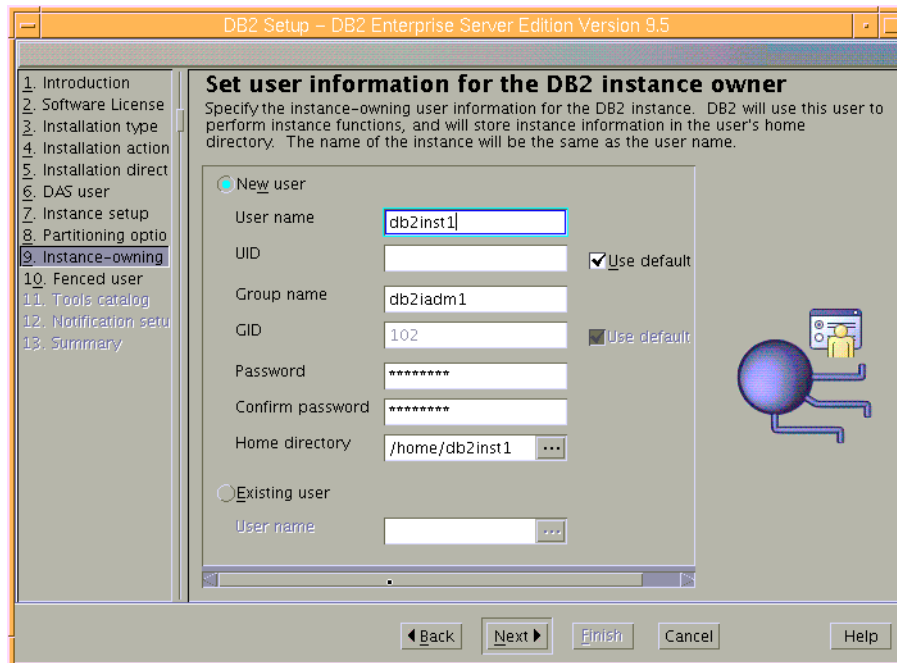 DB2 Setup – DB2 Enterprise Server Edition Version 9.5
1. Introduction
2. Software License
3. Installation type
4. Installation action
5. Installation direct
6. DAS user
7. Instance setup
8. Partitioning optio
9. Instance-owning
10. Fenced user
11. Tools catalog
12. Notification setu
13. Summary
Set user information for the DB2 instance owner
Specify the instance-owning user information for the DB2 instance. DB2 will use this user to
perform instance functions, and will store instance information in the user's home
directory. The name of the instance will be the same as the user name.
New user
User name db2inst1
UID Use default
Group name db2iadm1
GID 102 Use default
Password ********
Confirm password ********
Home directory /home/db2inst1 ...
Existing user
User name ...
Back Next Finish Cancel Help